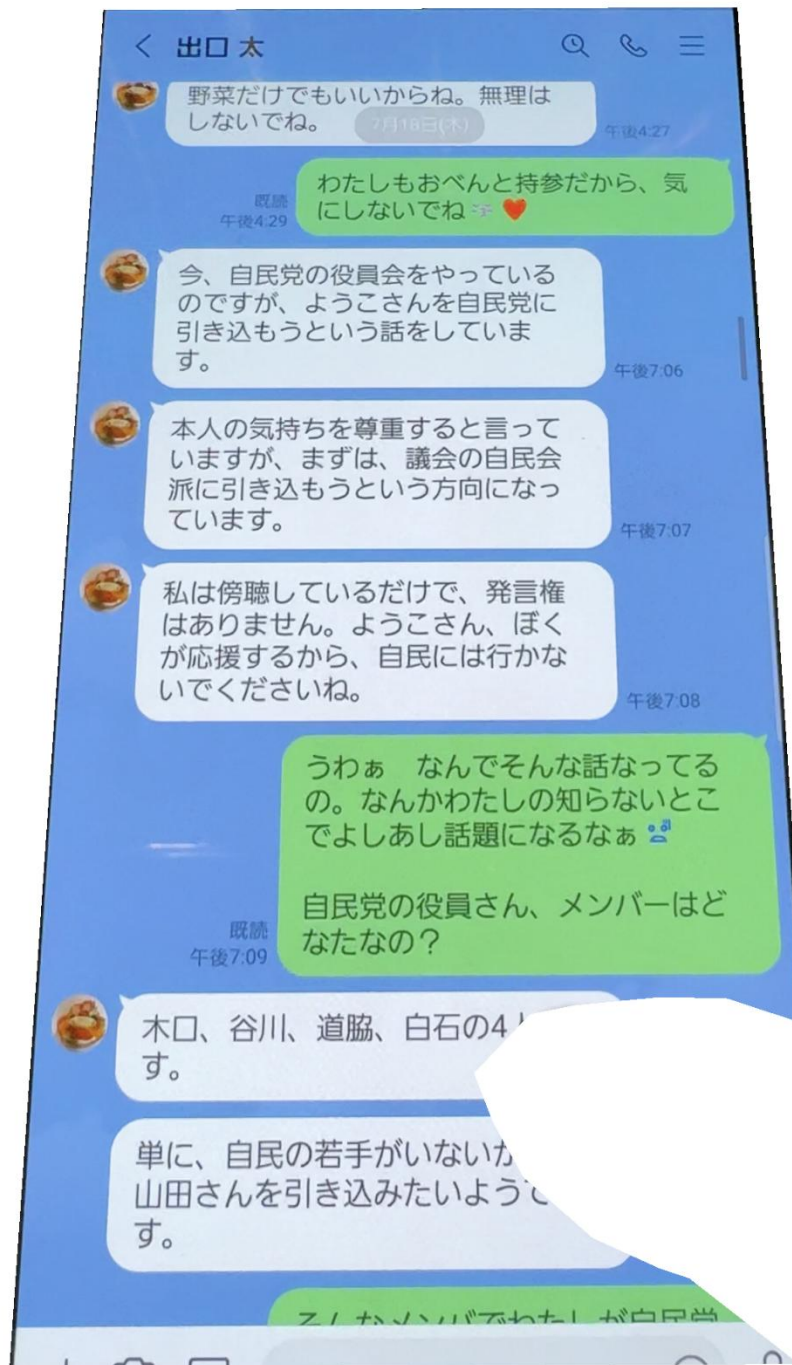 出口 太
野菜だけでもいいからね。無理は
しないでね。
7月18日(木)
午後4:27
わたしもおべんと持参だから、気
にしないでね
既読
午後4:29
今、自民党の役員会をやっている
のですが、ようこさんを自民党に
引き込もうという話をしていま
す。
午後7:06
本人の気持ちを尊重すると言って
いますが、まずは、議会の自民会
派に引き込もうという方向になっ
ています。
午後7:07
私は傍聴しているだけで、発言権
はありません。ようこさん、ぼく
が応援するから、自民には行かな
いでくださいね。
午後7:08
うわぁ なんでそんな話なってる
の。なんかわたしの知らないとこ
でよしあし話題になるなぁ
自民党の役員さん、メンバーはど
なたなの？
既読
午後7:09
木口、谷川、道脇、白石の4
す。
単に、自民の若手がいない
山田さんを引き込みたいよう
す。
そんなメンバでわたしが自民党